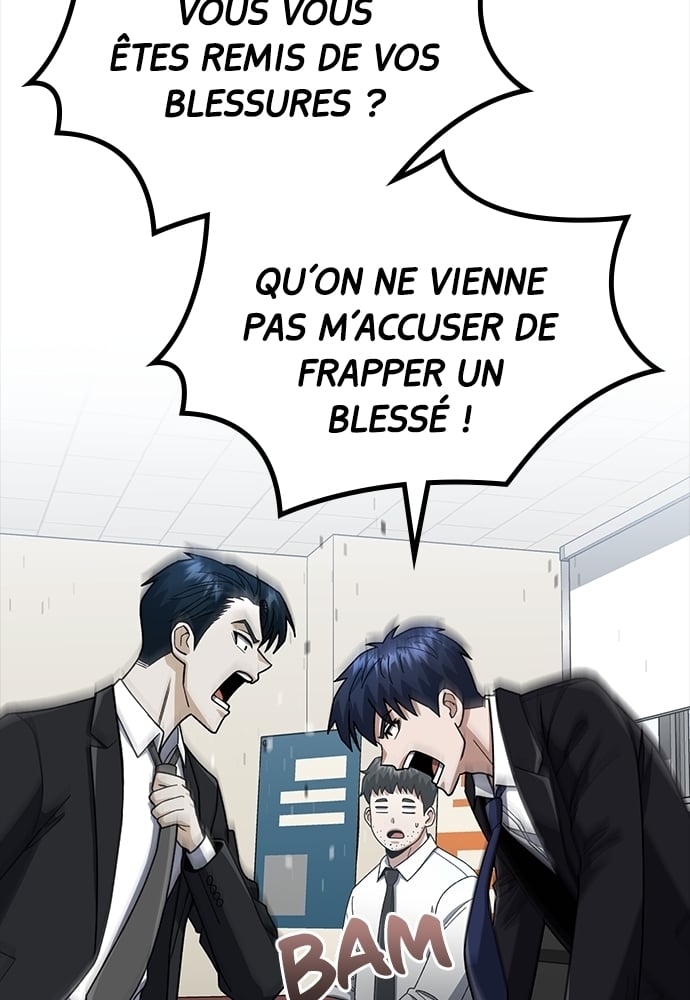 VOUS VOUS
ÊTES REMIS DE VOS
BLESSURES ?
QU'ON NE VIENNE
PAS M'ACCUSER DE
FRAPPER UN
BLESSÉ !
BAM